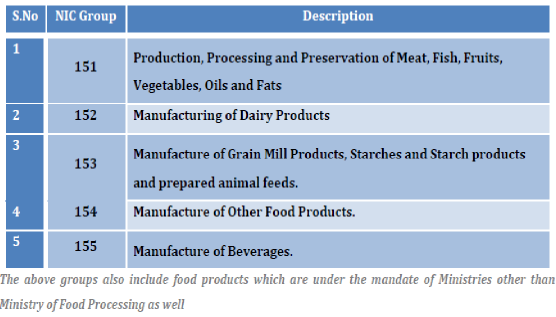 S.No NIC Group Description
1 151 Production, Processing and Preservation of Meat, Fish, Fruits,
Vegetables, Oils and Fats
2 152 Manufacturing of Dairy Products
3 153 Manufacture of Grain Mill Products, Starches and Starch products
and prepared animal feeds.
4 154 Manufacture of Other Food Products.
5 155 Manufacture of Beverages.
The above groups also include food products which are under the mandate of Ministries other than
Ministry of Food Processing as well